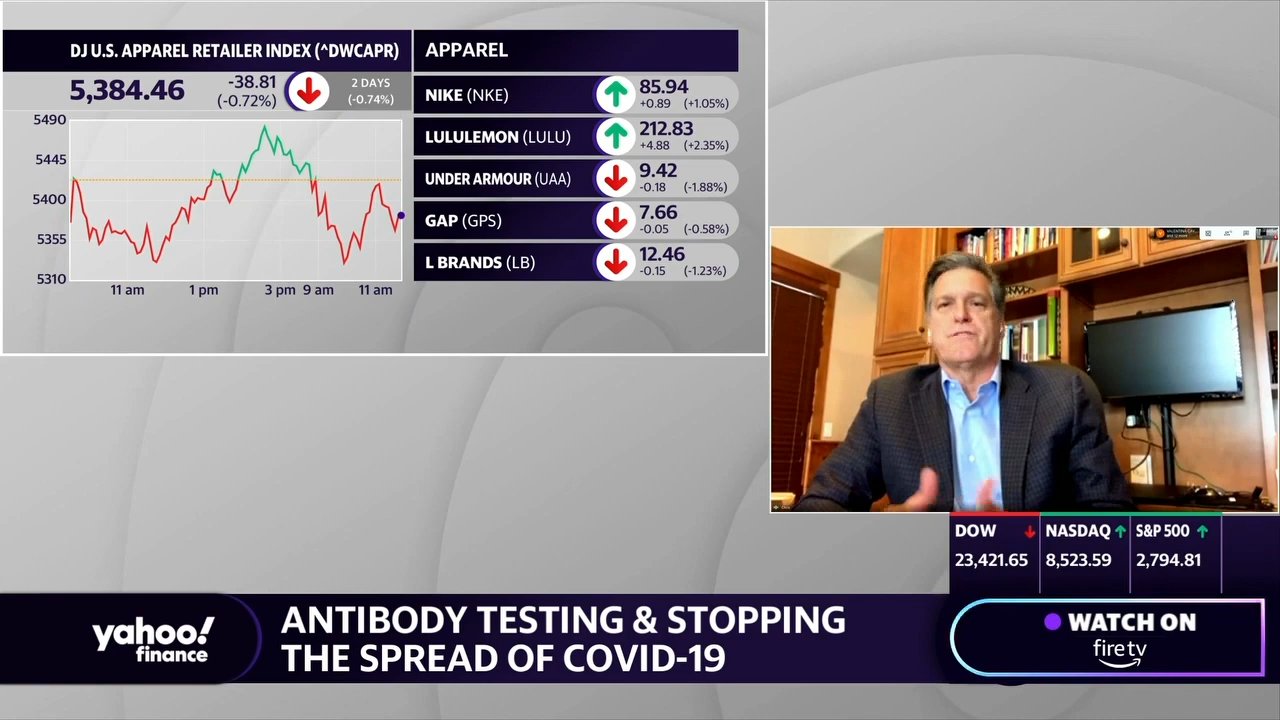 DJ U.S. APPAREL RETAILER INDEX (^DWCAPR)
5,384.46
-38.81
(-0.72%)
2 DAYS
(-0.74%)
5490
5445
5400
5355
5310
11 am
1 pm
3 pm
9 am
11 am
APPAREL
NIKE (NKE)
85.94
+0.89 (+1.05%)
LULULEMON (LULU)
212.83
+4.88 (+2.35%)
UNDER ARMOUR (UAA)
9.42
-0.18 (-1.88%)
GAP (GPS)
7.66
-0.05 (-0.58%)
L BRANDS (LB)
12.46
-0.15 (-1.23%)
DOW
23,421.65
NASDAQ
8,523.59
S&P 500
2,794.81
yahoo!
finance
ANTIBODY TESTING & STOPPING
THE SPREAD OF COVID-19
WATCH ON
fire tv